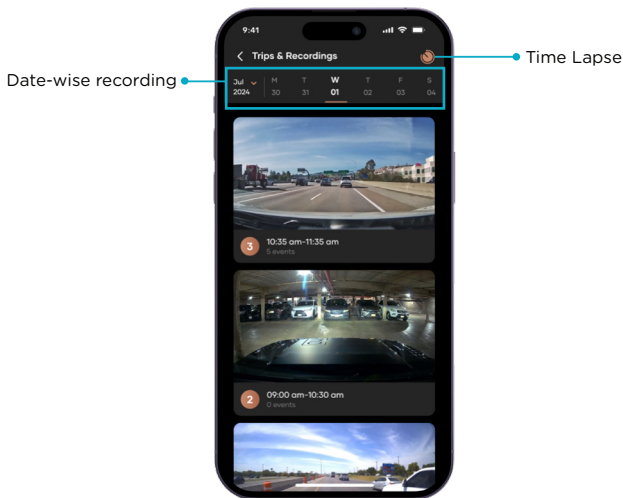 9:41
Trips & Recordings
Time Lapse
Date-wise recording
Jul
2024
M T W T F S
30 31 01 02 03 04
3
10:35 am-11:35 am
5 events
2
09:00 am-10:30 am
0 events